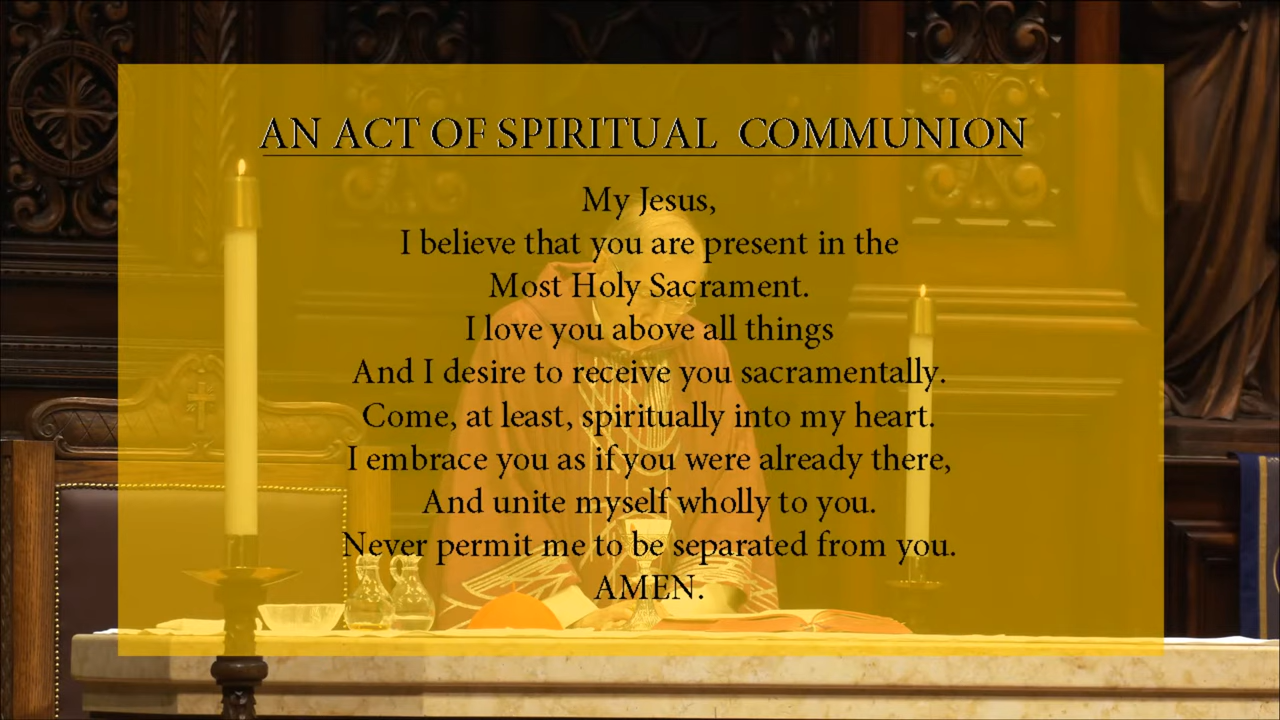 AN ACT OF SPIRITUAL COMMUNION
My Jesus,
I believe that you are present in the
Most Holy Sacrament.
I love you above all things
And I desire to receive you sacramentally.
Come, at least, spiritually into my heart.
I embrace you as if you were already there,
And unite myself wholly to you.
Never permit me to be separated from you.
AMEN.